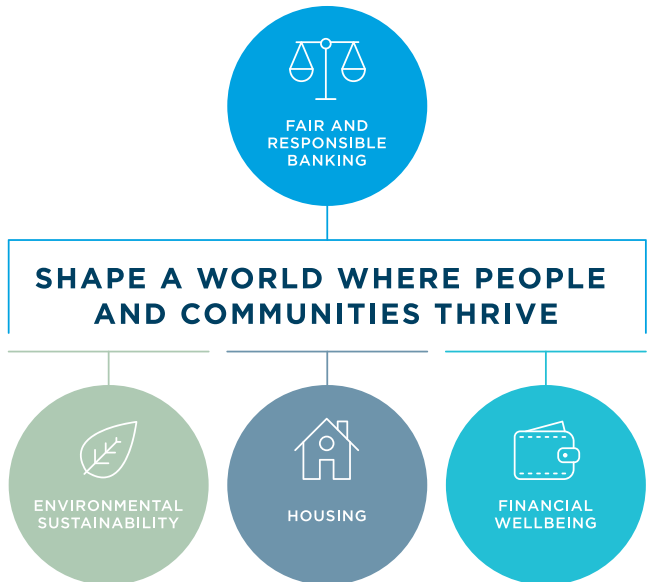 FAIR AND
RESPONSIBLE
BANKING
SHAPE A WORLD WHERE PEOPLE
AND COMMUNITIES THRIVE
ENVIRONMENTAL
SUSTAINABILITY
HOUSING
FINANCIAL
WELLBEING